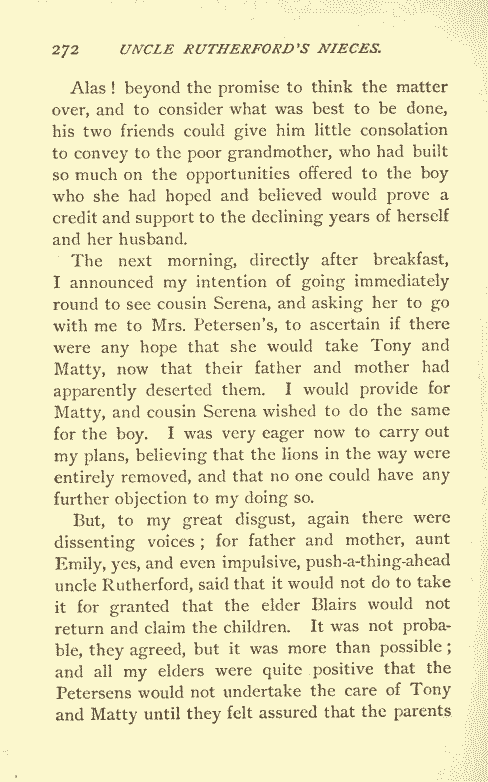 272 UNCLE RUTHERFORD'S NIECES.
Alas ! beyond the promise to think the matter
over, and to consider what was best to be done,
his two friends could give him little consolation
to convey to the poor grandmother, who had built
so much on the opportunities offered to the boy
who she had hoped and believed would prove a
credit and support to the declining years of herself
and her husband.
The next morning, directly after breakfast,
I announced my intention of going immediately
round to see cousin Serena, and asking her to go
with me to Mrs. Petersen's, to ascertain if there
were any hope that she would take Tony and
Matty, now that their father and mother had
apparently deserted them. I would provide for
Matty, and cousin Serena wished to do the same
for the boy. I was very eager now to carry out
my plans, believing that the lions in the way were
entirely removed, and that no one could have any
further objection to my doing so.
But, to my great disgust, again there were
dissenting voices ; for father and mother, aunt
Emily, yes, and even impulsive, push-a-thing-ahead
uncle Rutherford, said that it would not do to take
it for granted that the elder Blairs would not
return and claim the children. It was not proba-
ble, they agreed, but it was more than possible ;
and all my elders were quite positive that the
Petersens would not undertake the care of Tony
and Matty until they felt assured that the parents